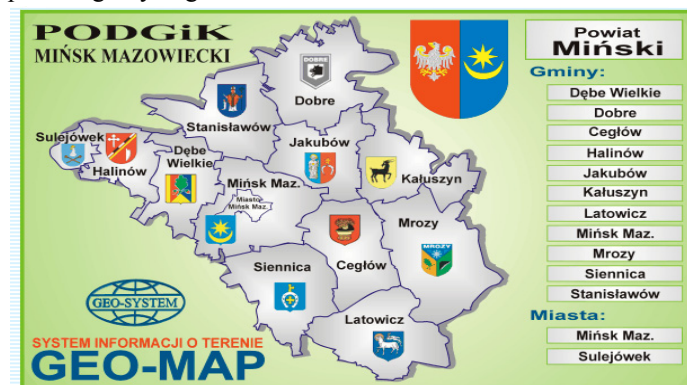 PODGiK
MIŃSK MAZOWIECKI
DOBRE
Dobre
Stanisławów
Sulejówek
Halinów
Dębe
Wielkie
Jakubów
Kałuszyn
Mińsk Maz.
Miasto
Mińsk Maz.
Mrozy
MROZY
Siennica
Cegłów
Latowicz
GEO-SYSTEM
SYSTEM INFORMACJI O TERENIE
GEO-MAP
Powiat
Miński
Gminy:
Dębe Wielkie
Dobre
Cegłów
Halinów
Jakubów
Kałuszyn
Latowicz
Mińsk Maz.
Mrozy
Siennica
Stanisławów
Miasta:
Mińsk Maz.
Sulejówek